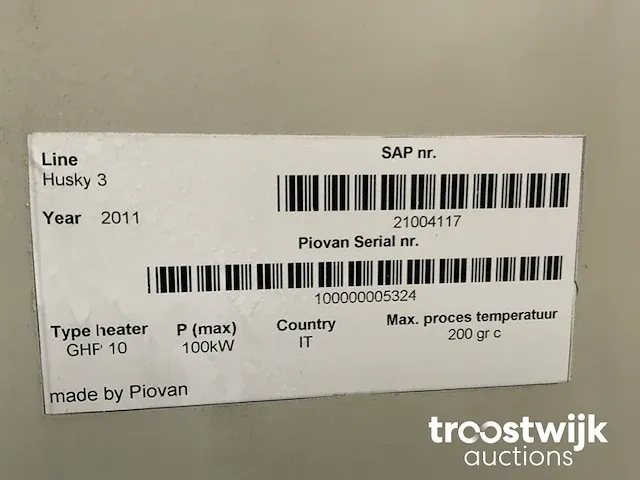 Line
Husky 3
SAP nr.
21004117
Year 2011
Piovan Serial nr.
100000005324
Type heater
GHP 10
P (max)
100kW
Country
IT
Max. proces temperatuur
200 gr c
made by Piovan
troostwijk
auctions